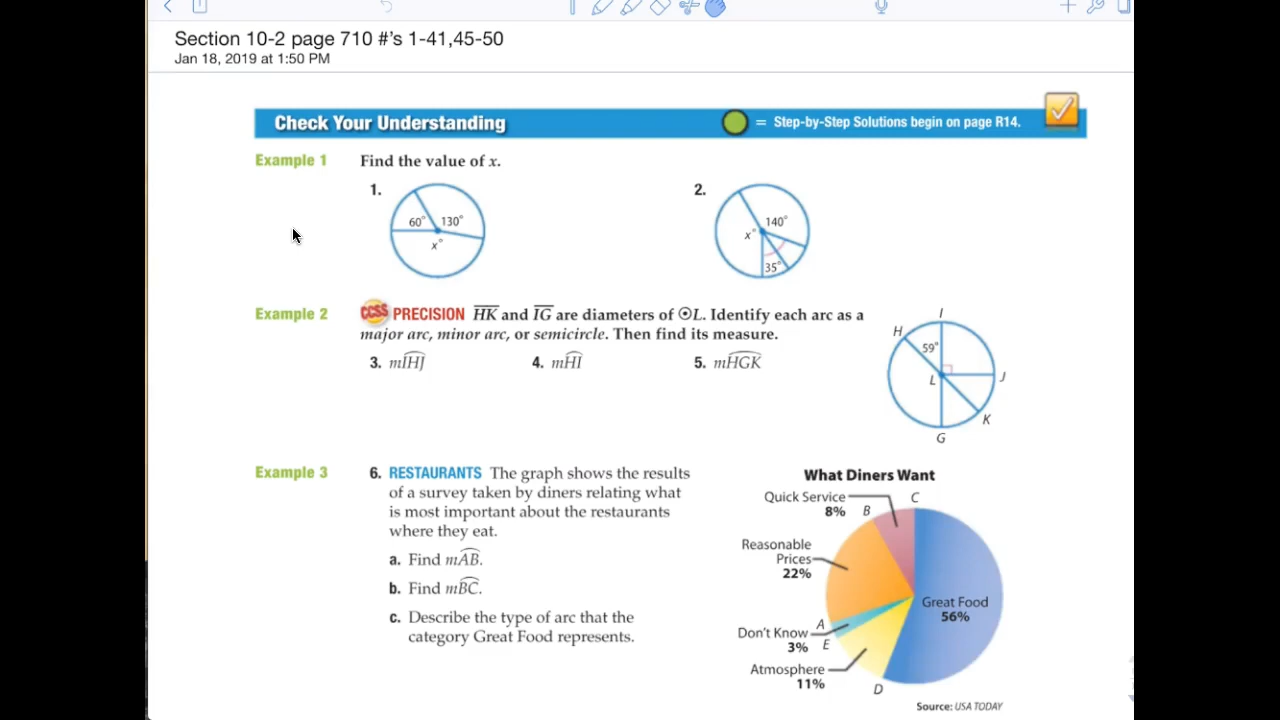 Section 10-2 page 710 #'s 1-41,45-50
Jan 18, 2019 at 1:50 PM
Check Your Understanding
= Step-by-Step Solutions begin on page R14.
Example 1 Find the value of x.
1. 60° 130° x°
2. 140° x° 35°
Example 2 CCSS PRECISION HK and IG are diameters of ⊙L. Identify each arc as a
major arc, minor arc, or semicircle. Then find its measure.
3. mIHJ 4. mHI 5. mHGK
I
H
59°
L
J
K
G
Example 3 6. RESTAURANTS The graph shows the results
of a survey taken by diners relating what
is most important about the restaurants
where they eat.
a. Find mAB.
b. Find mBC.
c. Describe the type of arc that the
category Great Food represents.
What Diners Want
Quick Service
8%
B
C
Reasonable
Prices
22%
Great Food
56%
A
Don't Know
3%
E
Atmosphere
11%
D
Source: USA TODAY